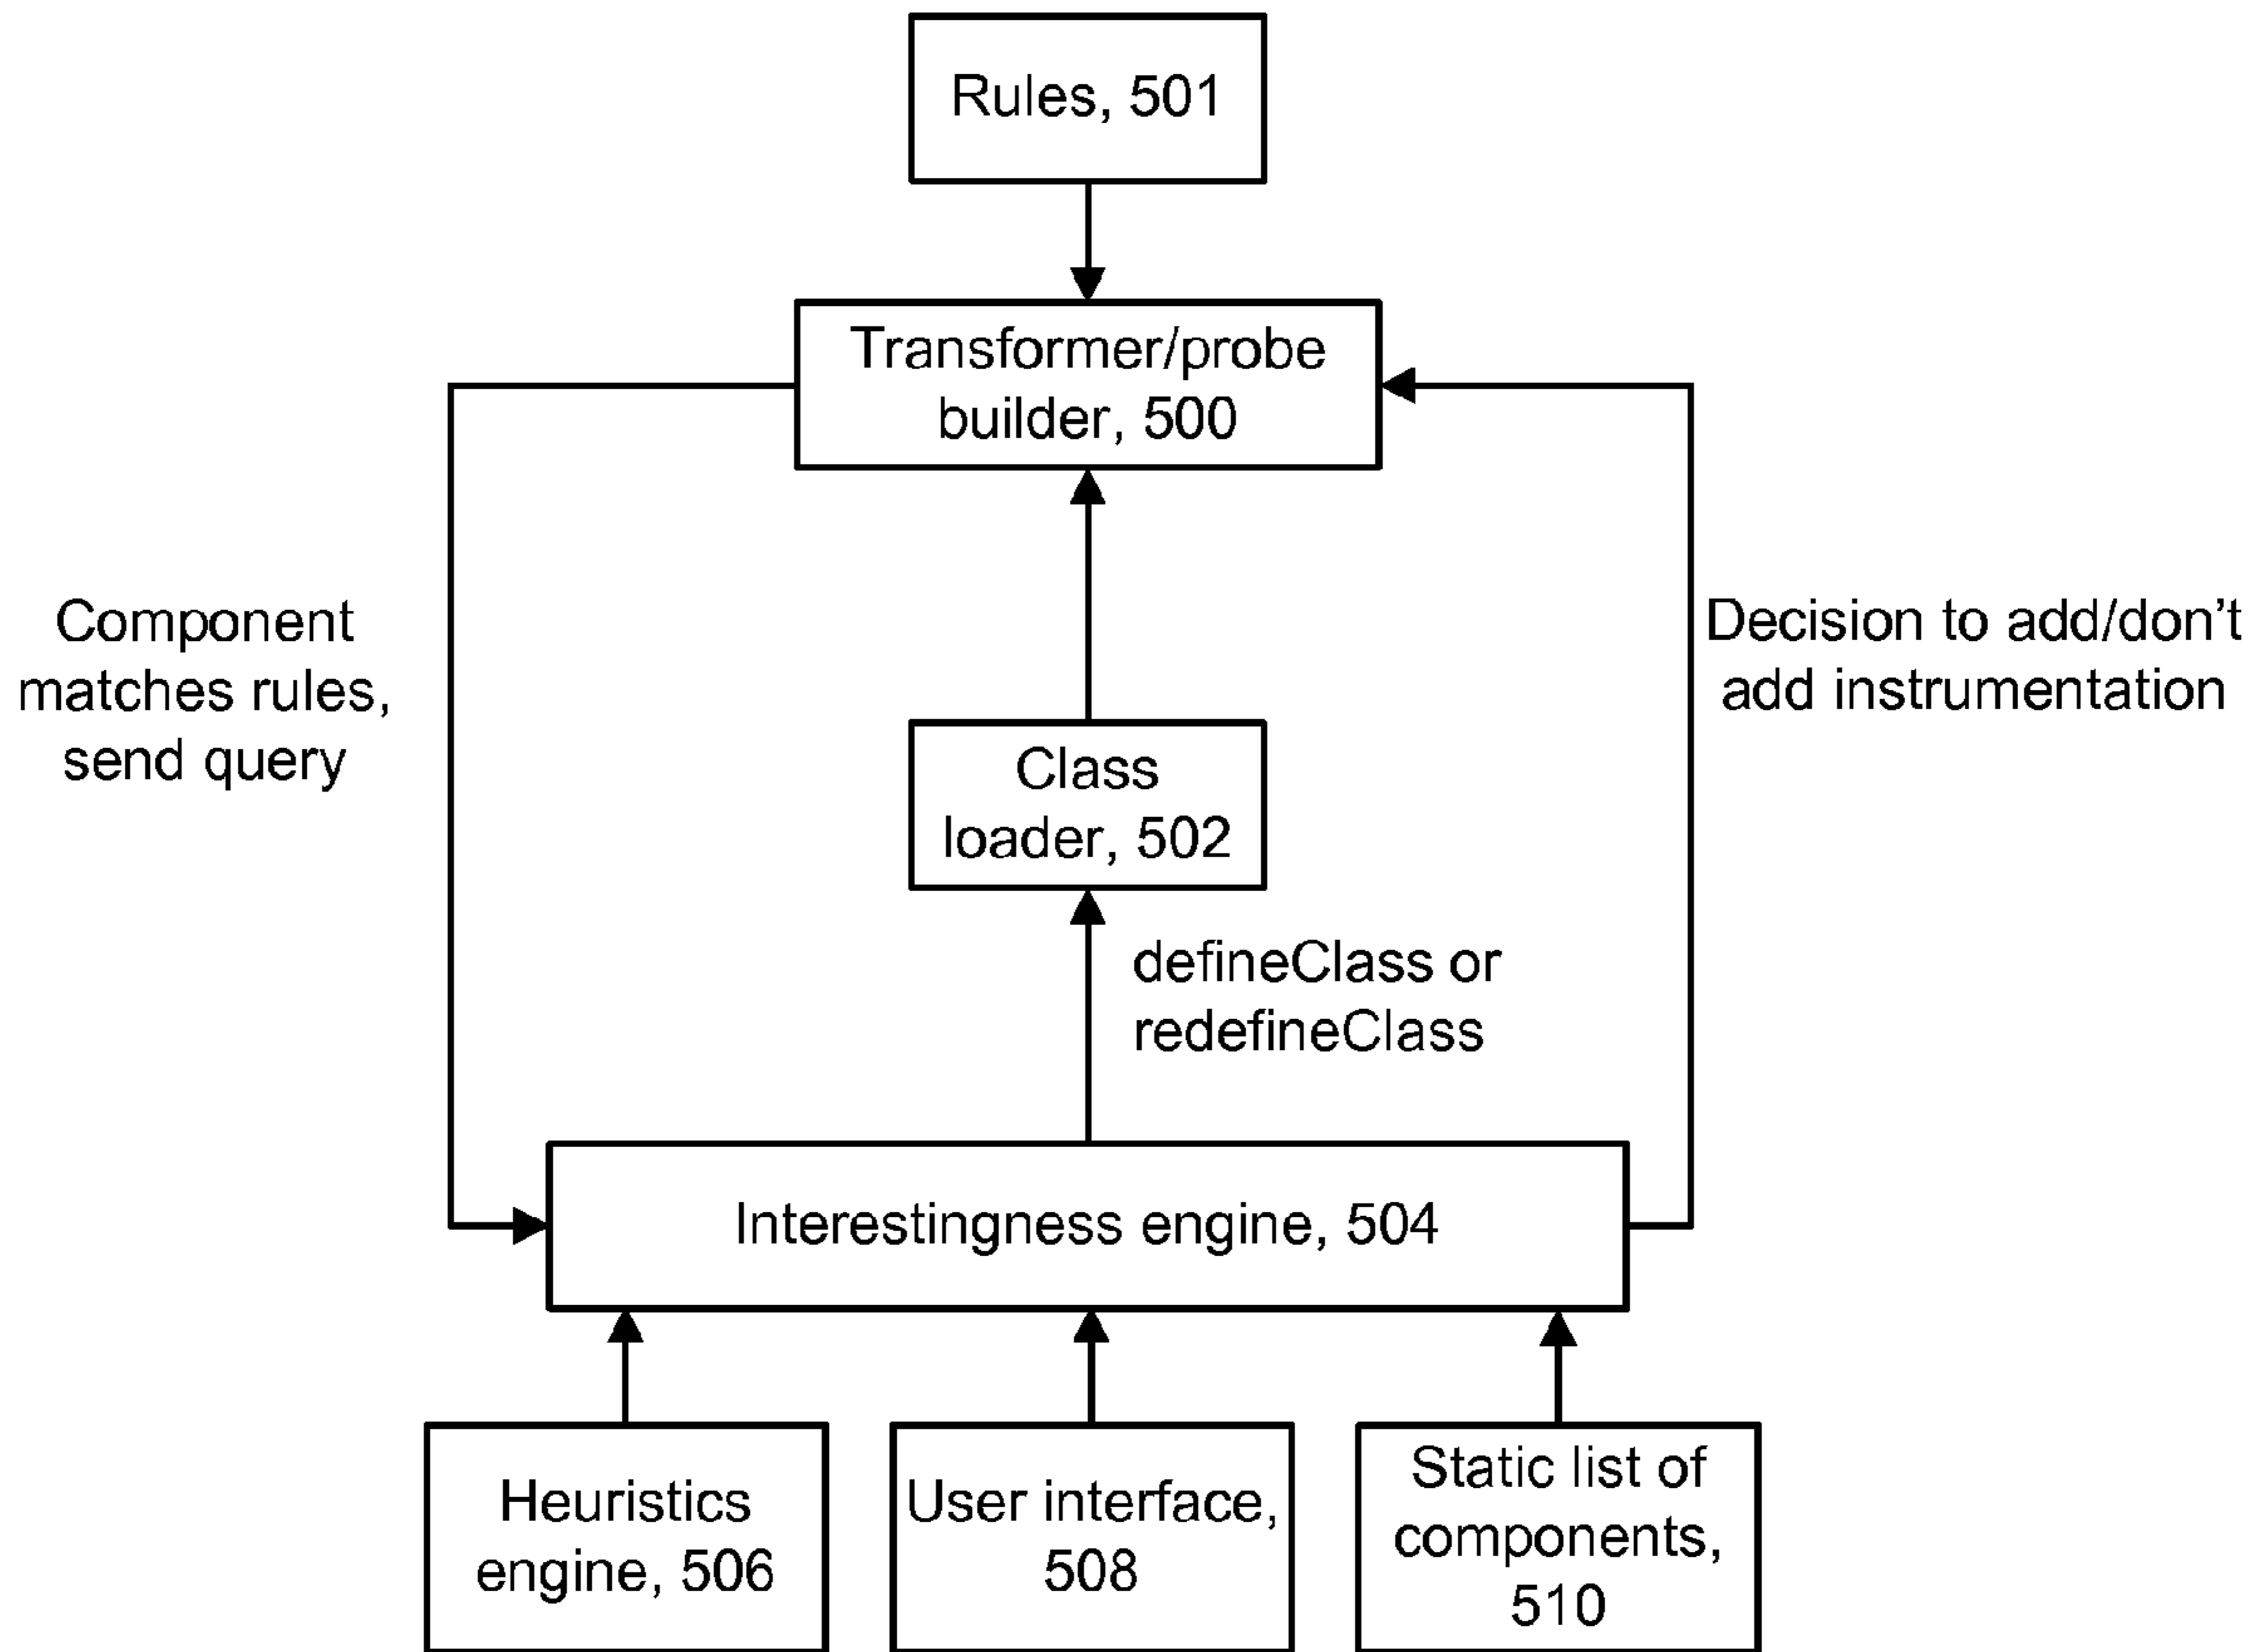 Rules, 501
Transformer/probe
builder, 500
Component
matches rules,
send query
Decision to add/don't
add instrumentation
Class
loader, 502
defineClass or
redefineClass
Interestingness engine, 504
Heuristics
engine, 506
User interface,
508
Static list of
components,
510